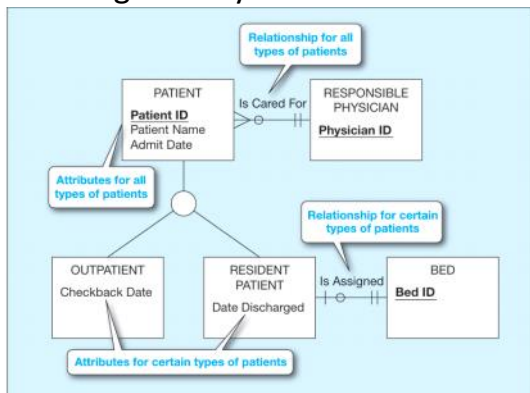 Relationship for all
types of patients
PATIENT
Patient ID
Patient Name
Admit Date
Is Cared For
RESPONSIBLE
PHYSICIAN
Physician ID
Attributes for all
types of patients
Relationship for certain
types of patients
OUTPATIENT
Checkback Date
RESIDENT
PATIENT
Date Discharged
Is Assigned
BED
Bed ID
Attributes for certain types of patients